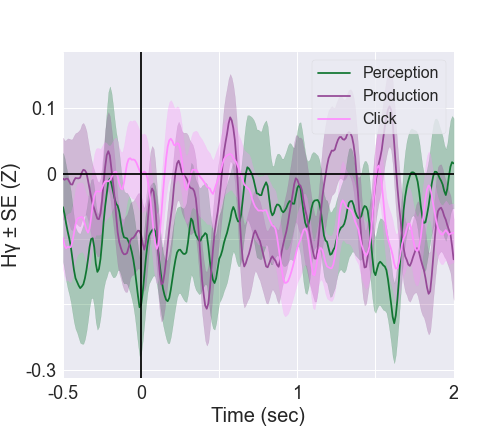 Perception
Production
Click
0.1
0
-0.3
Hγ ± SE (Z)
-0.5
0
1
2
Time (sec)